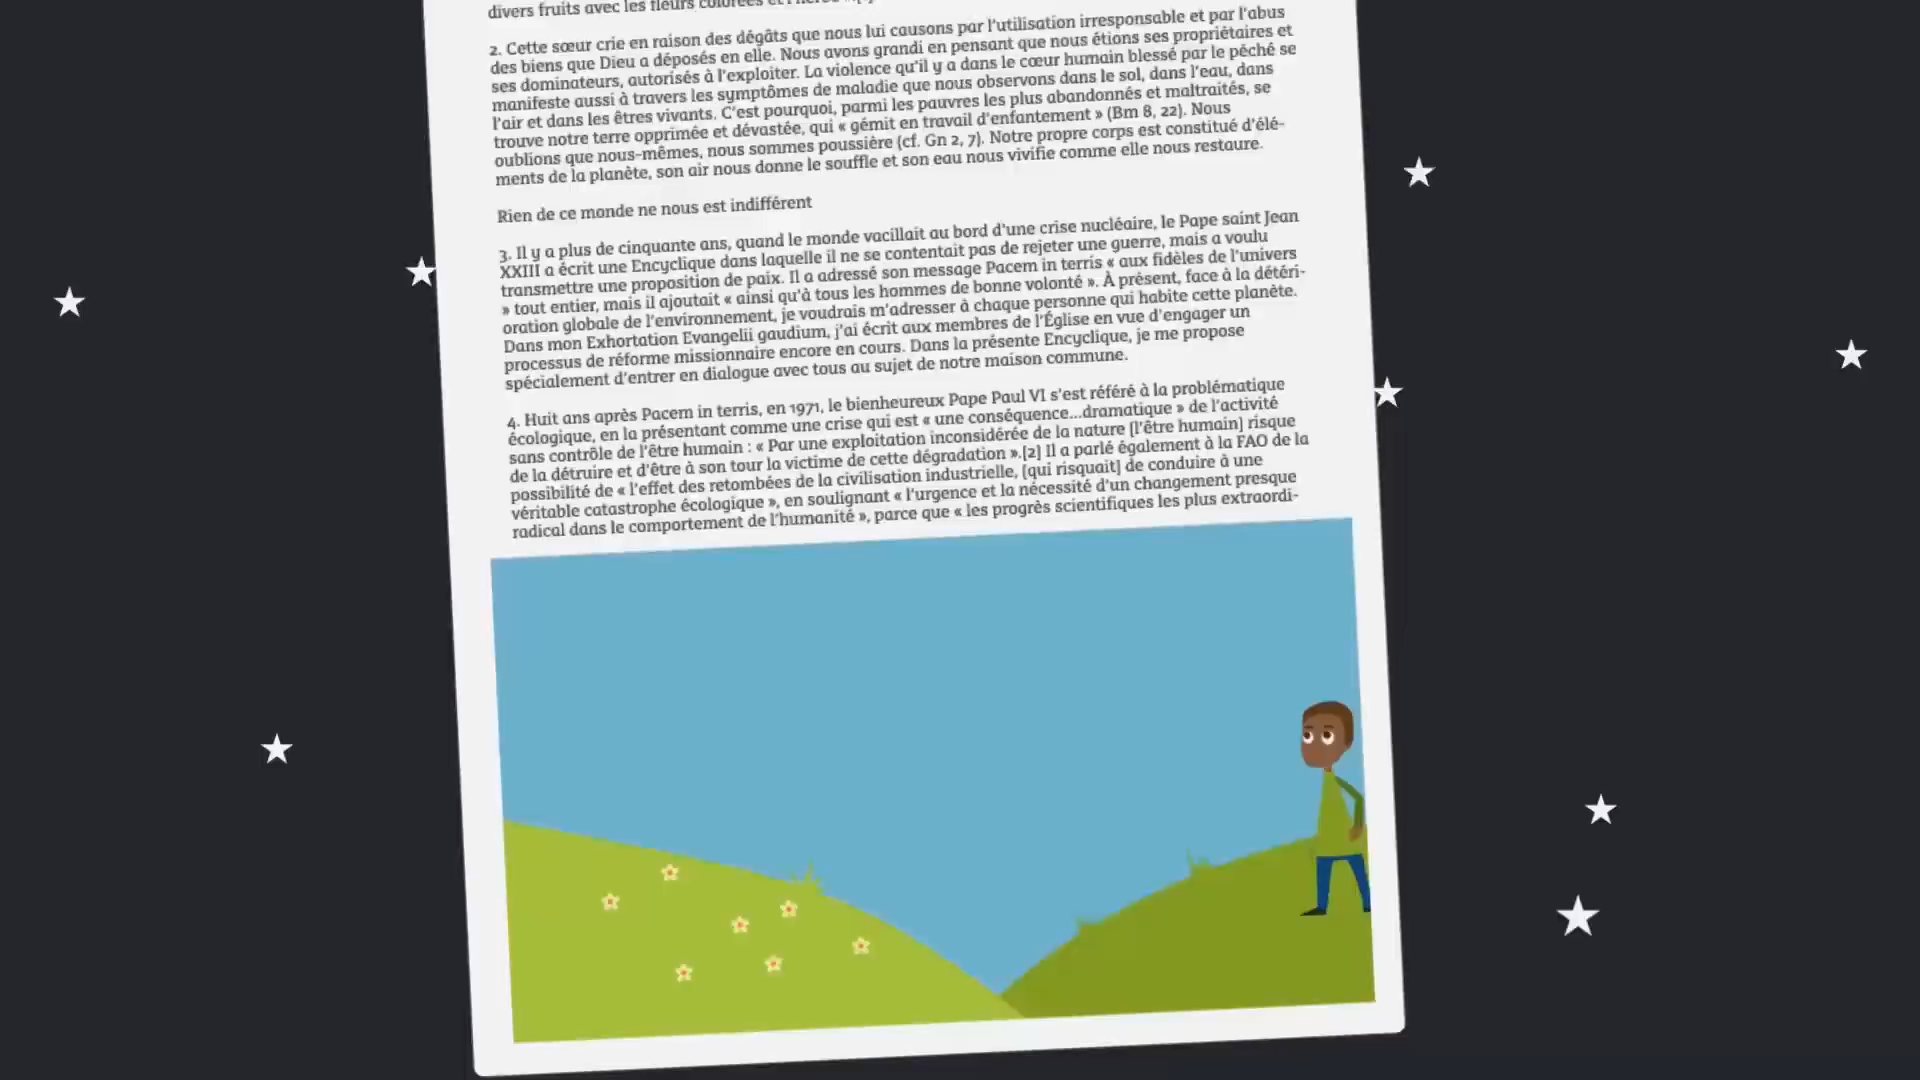 divers fruits avec les fleurs colorées et l'herbe
2. Cette sœur crie en raison des dégâts que nous lui causons par l'utilisation irresponsable et par l'abus
des biens que Dieu a déposés en elle. Nous avons grandi en pensant que nous étions ses propriétaires et
ses dominateurs, autorisés à l'exploiter. La violence qu'il y a dans le cœur humain blessé par le péché se
manifeste aussi à travers les symptômes de maladie que nous observons dans le sol, dans l'eau, dans
l'air et dans les êtres vivants. C'est pourquoi, parmi les pauvres les plus abandonnés et maltraités, se
trouve notre terre opprimée et dévastée, qui « gémit en travail d'enfantement » (Bm 8, 22). Nous
oublions que nous-mêmes, nous sommes poussière (cf. Gn 2, 7). Notre propre corps est constitué d'élé-
ments de la planète, son air nous donne le souffle et son eau nous vivifie comme elle nous restaure.
Rien de ce monde ne nous est indifférent
3. Il y a plus de cinquante ans, quand le monde vacillait au bord d'une crise nucléaire, le Pape saint Jean
XXIII a écrit une Encyclique dans laquelle il ne se contentait pas de rejeter une guerre, mais a voulu
transmettre une proposition de paix. Il a adressé son message Pacem in terris « aux fidèles de l'univers
» tout entier, mais il ajoutait « ainsi qu'à tous les hommes de bonne volonté ». À présent, face à la détéri-
oration globale de l'environnement, je voudrais m'adresser à chaque personne qui habite cette planète.
Dans mon Exhortation Evangelii gaudium, j'ai écrit aux membres de l'Église en vue d'engager un
processus de réforme missionnaire encore en cours. Dans la présente Encyclique, je me propose
spécialement d'entrer en dialogue avec tous au sujet de notre maison commune.
4. Huit ans après Pacem in terris, en 1971, le bienheureux Pape Paul VI s'est référé à la problématique
écologique, en la présentant comme une crise qui est « une conséquence...dramatique » de l'activité
sans contrôle de l'être humain : « Par une exploitation inconsidérée de la nature [l'être humain] risque
de la détruire et d'être à son tour la victime de cette dégradation ».[2] Il a parlé également à la FAO de la
possibilité de « l'effet des retombées de la civilisation industrielle, [qui risquait] de conduire à une
véritable catastrophe écologique », en soulignant « l'urgence et la nécessité d'un changement presque
radical dans le comportement de l'humanité », parce que « les progrès scientifiques les plus extraordi-